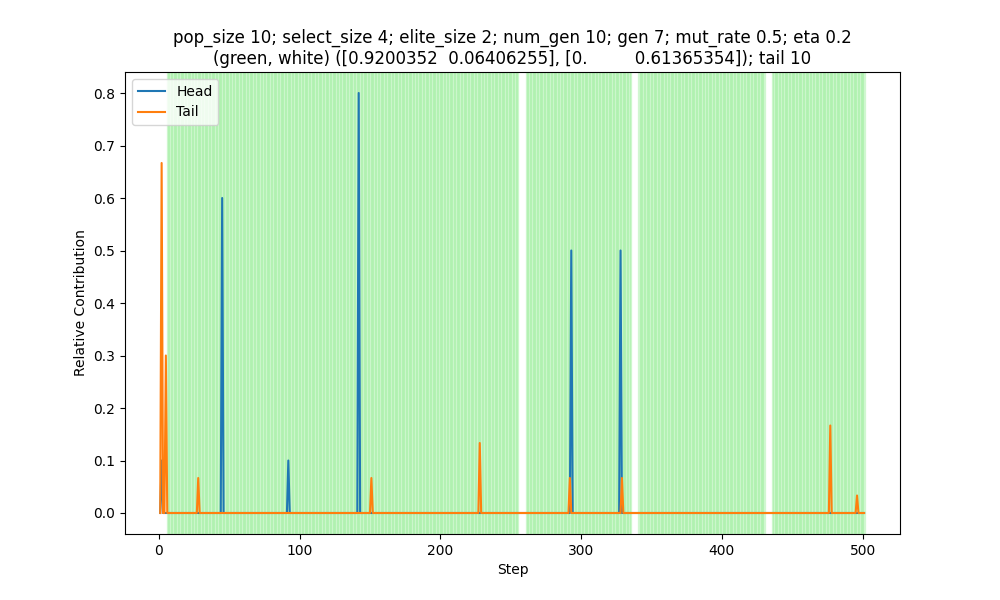 pop_size 10; select_size 4; elite_size 2; num_gen 10; gen 7; mut_rate 0.5; eta 0.2
(green, white) ([0.9200352  0.06406255], [0.          0.61365354]); tail 10
Head
Tail
Relative Contribution
0.8
0.7
0.6
0.5
0.4
0.3
0.2
0.1
0.0
0 100 200 300 400 500
Step